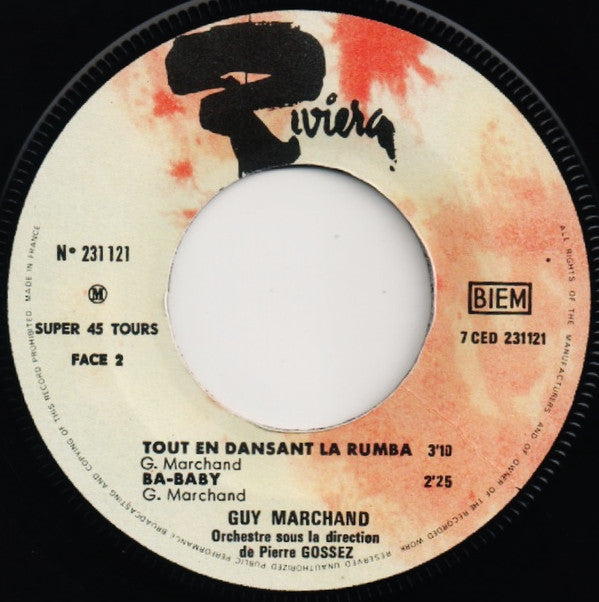 Riviera
N° 231121
M
SUPER 45 TOURS
FACE 2
BIEM
7 CED 231121
TOUT EN DANSANT LA RUMBA 3'10
G. Marchand
BA-BABY 2'25
G. Marchand
GUY MARCHAND
Orchestre sous la direction
de Pierre GOSSEZ
ALL RIGHTS OF THE MANUFACTURERS AND OF OWNER OF THE RECORDED WORK RESERVED UNAUTHORIZED PUBLIC PERFORMANCE BROADCASTING AND COPYING OF THIS RECORD PROHIBITED. MADE IN FRANCE